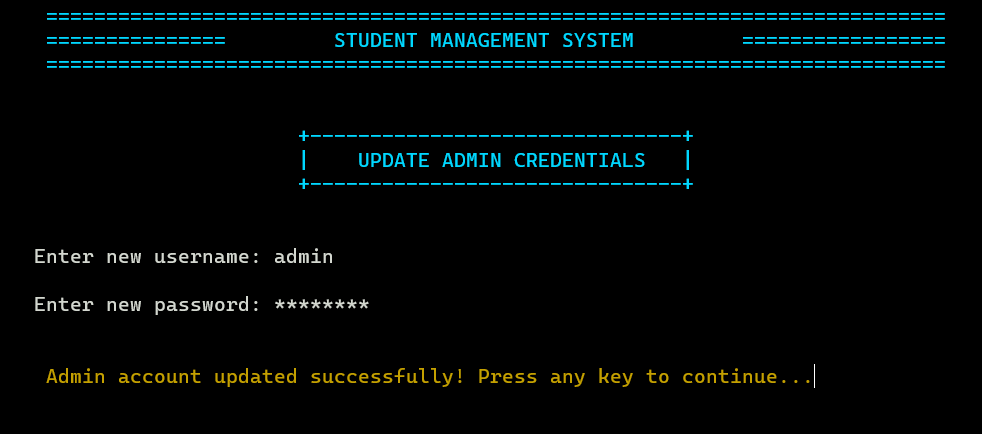 ===========================================================================
===============         STUDENT MANAGEMENT SYSTEM         =================
===========================================================================
+-------------------------------+
|    UPDATE ADMIN CREDENTIALS   |
+-------------------------------+
Enter new username: admin
Enter new password: ********
Admin account updated successfully! Press any key to continue...